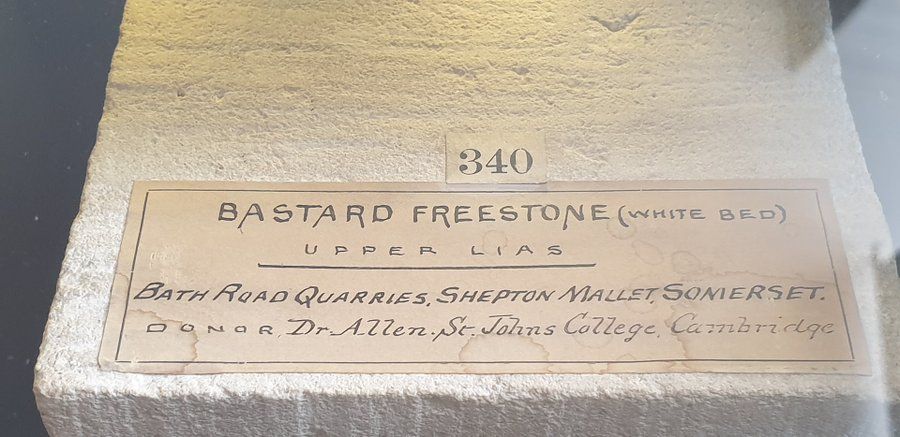 340
BASTARD FREESTONE (WHITE BED)
UPPER LIAS
BATH ROAD QUARRIES, SHEPTON MALLET, SOMERSET.
DONOR, Dr. Allen. St. Johns College, Cambridge